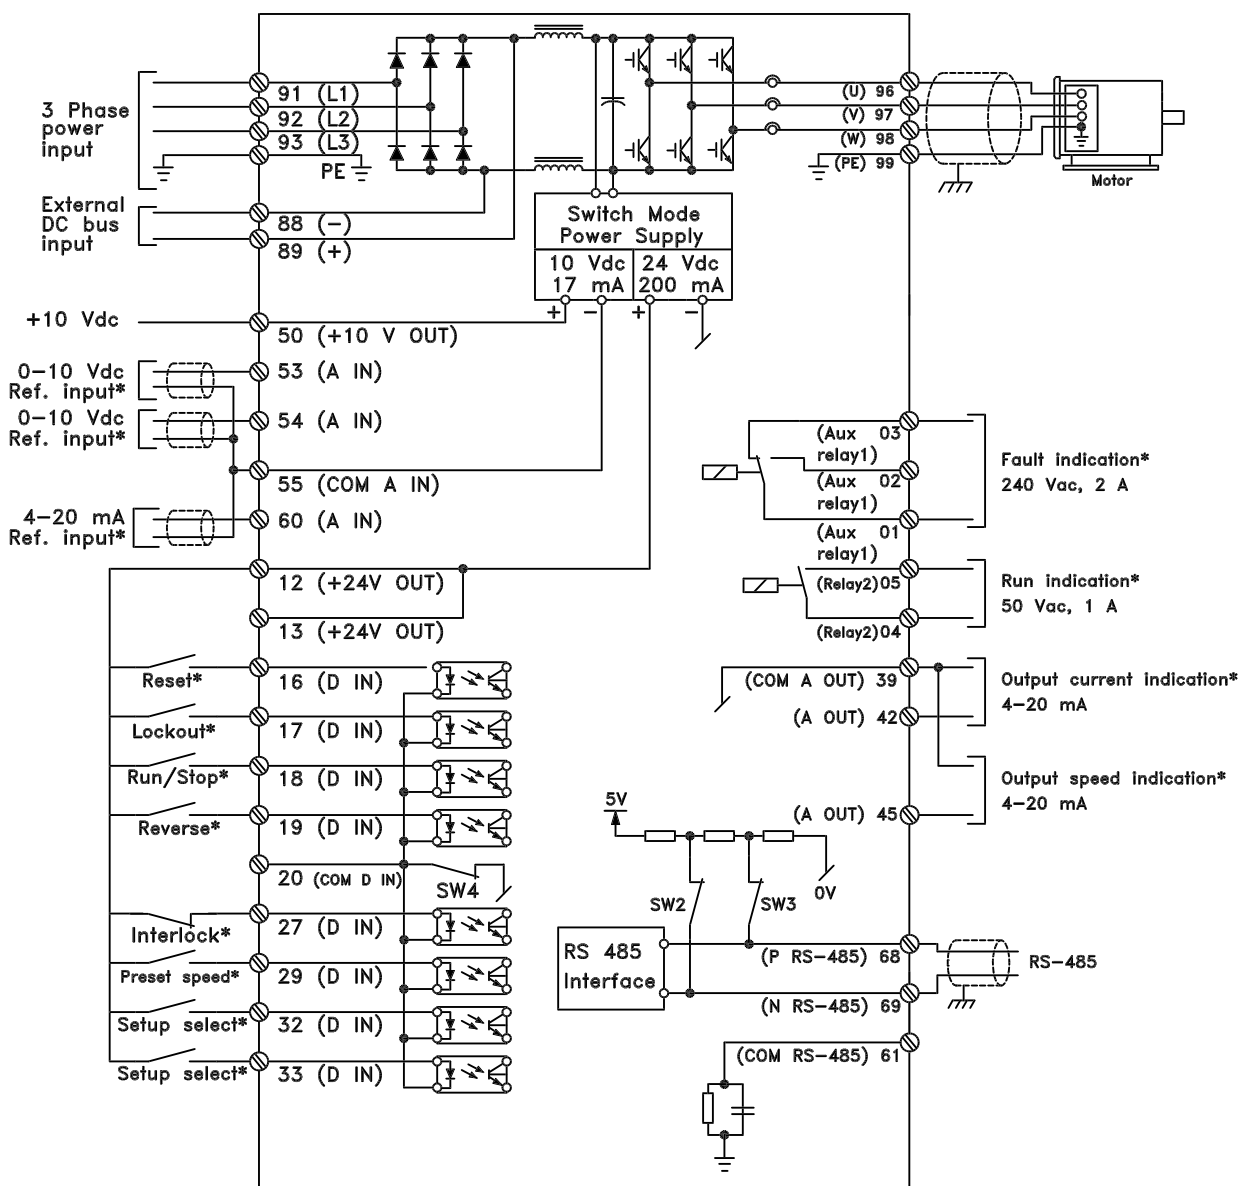 3 Phase
power
input
91 (L1)
92 (L2)
93 (L3)
PE
External
DC bus
input
88 (-)
89 (+)
Switch Mode
Power Supply
10 Vdc
17 mA
24 Vdc
200 mA
+
-
+
-
(U) 96
(V) 97
(W) 98
(PE) 99
Motor
+10 Vdc
50 (+10 V OUT)
0-10 Vdc
Ref. input*
53 (A IN)
0-10 Vdc
Ref. input*
54 (A IN)
55 (COM A IN)
4-20 mA
Ref. input*
60 (A IN)
12 (+24V OUT)
13 (+24V OUT)
Reset*
16 (D IN)
Lockout*
17 (D IN)
Run/Stop*
18 (D IN)
Reverse*
19 (D IN)
20 (COM D IN)
SW4
Interlock*
27 (D IN)
Preset speed*
29 (D IN)
Setup select*
32 (D IN)
Setup select*
33 (D IN)
(Aux 03
relay1)
(Aux 02
relay1)
(Aux 01
relay1)
Fault indication*
240 Vac, 2 A
(Relay2)05
(Relay2)04
Run indication*
50 Vac, 1 A
(COM A OUT) 39
(A OUT) 42
Output current indication*
4-20 mA
(A OUT) 45
Output speed indication*
4-20 mA
5V
0V
SW2
SW3
RS 485
Interface
(P RS-485) 68
(N RS-485) 69
RS-485
(COM RS-485) 61